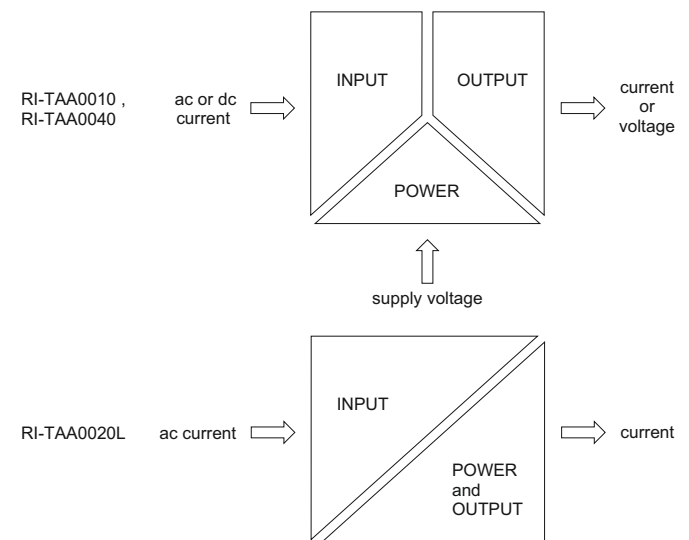 INPUT
OUTPUT
RI-TAA0010 ,
RI-TAA0040
ac or dc
current
current
or
voltage
POWER
supply voltage
INPUT
RI-TAA0020L
ac current
current
POWER
and
OUTPUT